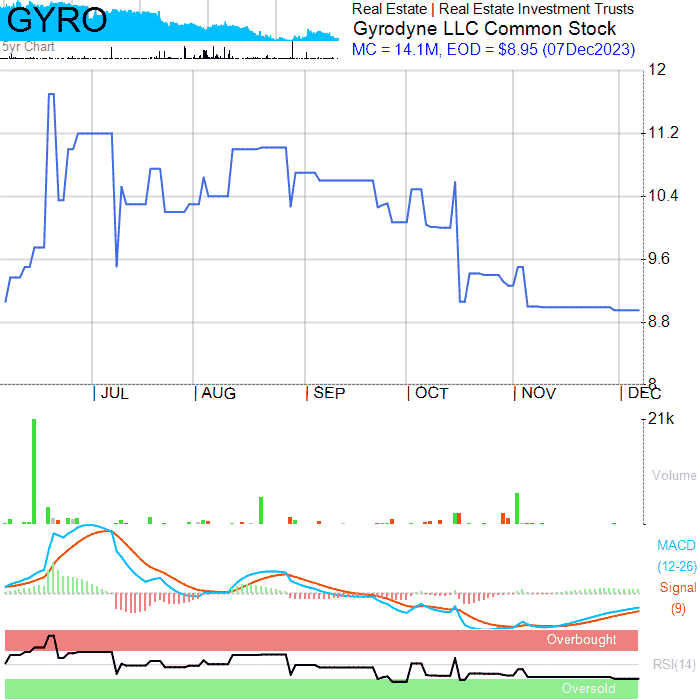 GYRO
5yr Chart
Real Estate | Real Estate Investment Trusts
Gyrodyne LLC Common Stock
MC = 14.1M, EOD = $8.95 (07Dec2023)
12
11.2
10.4
9.6
8.8
8
JUL AUG SEP OCT NOV DEC
21k
Volume
MACD
(12-26)
Signal
(9)
Overbought
RSI(14)
Oversold